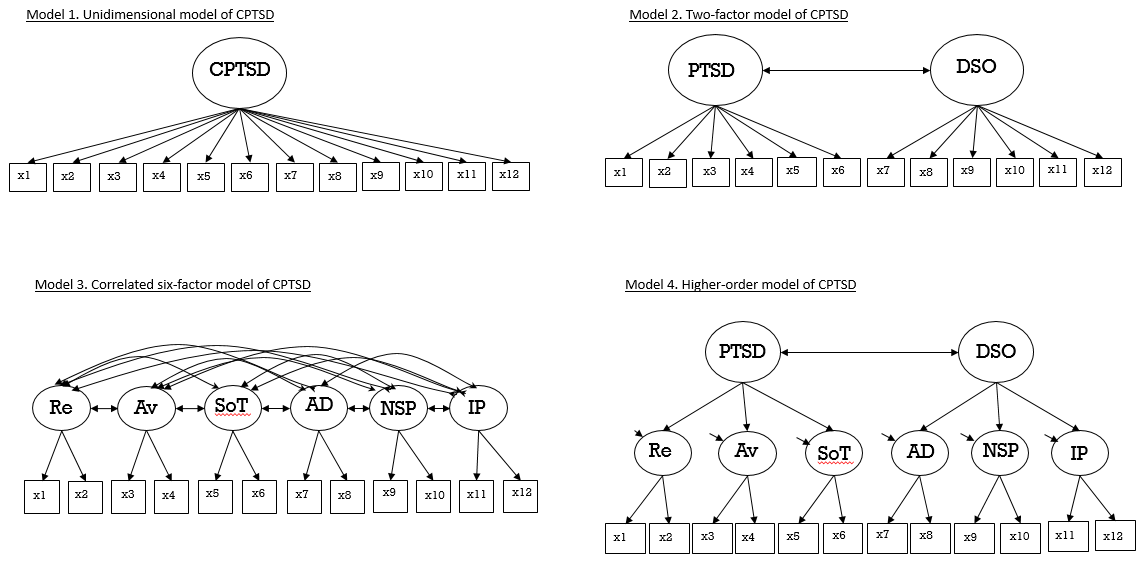 Model 1. Unidimensional model of CPTSD
CPTSD
x1 x2 x3 x4 x5 x6 x7 x8 x9 x10 x11 x12
Model 2. Two-factor model of CPTSD
PTSD DSO
x1 x2 x3 x4 x5 x6 x7 x8 x9 x10 x11 x12
Model 3. Correlated six-factor model of CPTSD
Re Av SoT AD NSP IP
x1 x2 x3 x4 x5 x6 x7 x8 x9 x10 x11 x12
Model 4. Higher-order model of CPTSD
PTSD DSO
Re Av SoT AD NSP IP
x1 x2 x3 x4 x5 x6 x7 x8 x9 x10 x11 x12